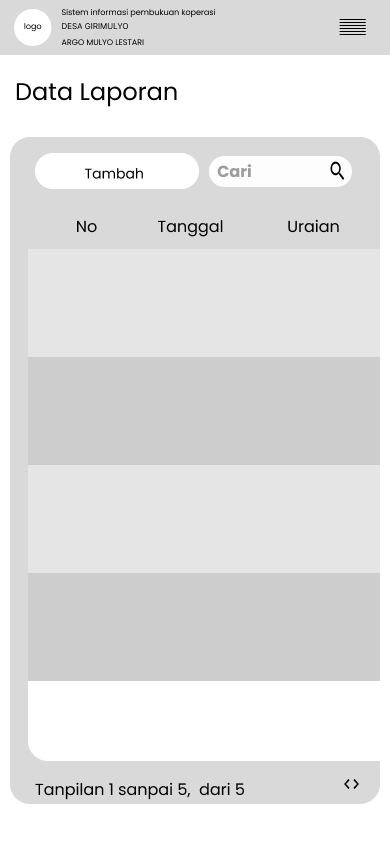 logo
Sistem informasi pembukuan koperasi
DESA GIRIMULYO
ARGO MULYO LESTARI
Data Laporan
Tambah
Cari
No Tanggal Uraian
Tanpilan 1 sanpai 5, dari 5